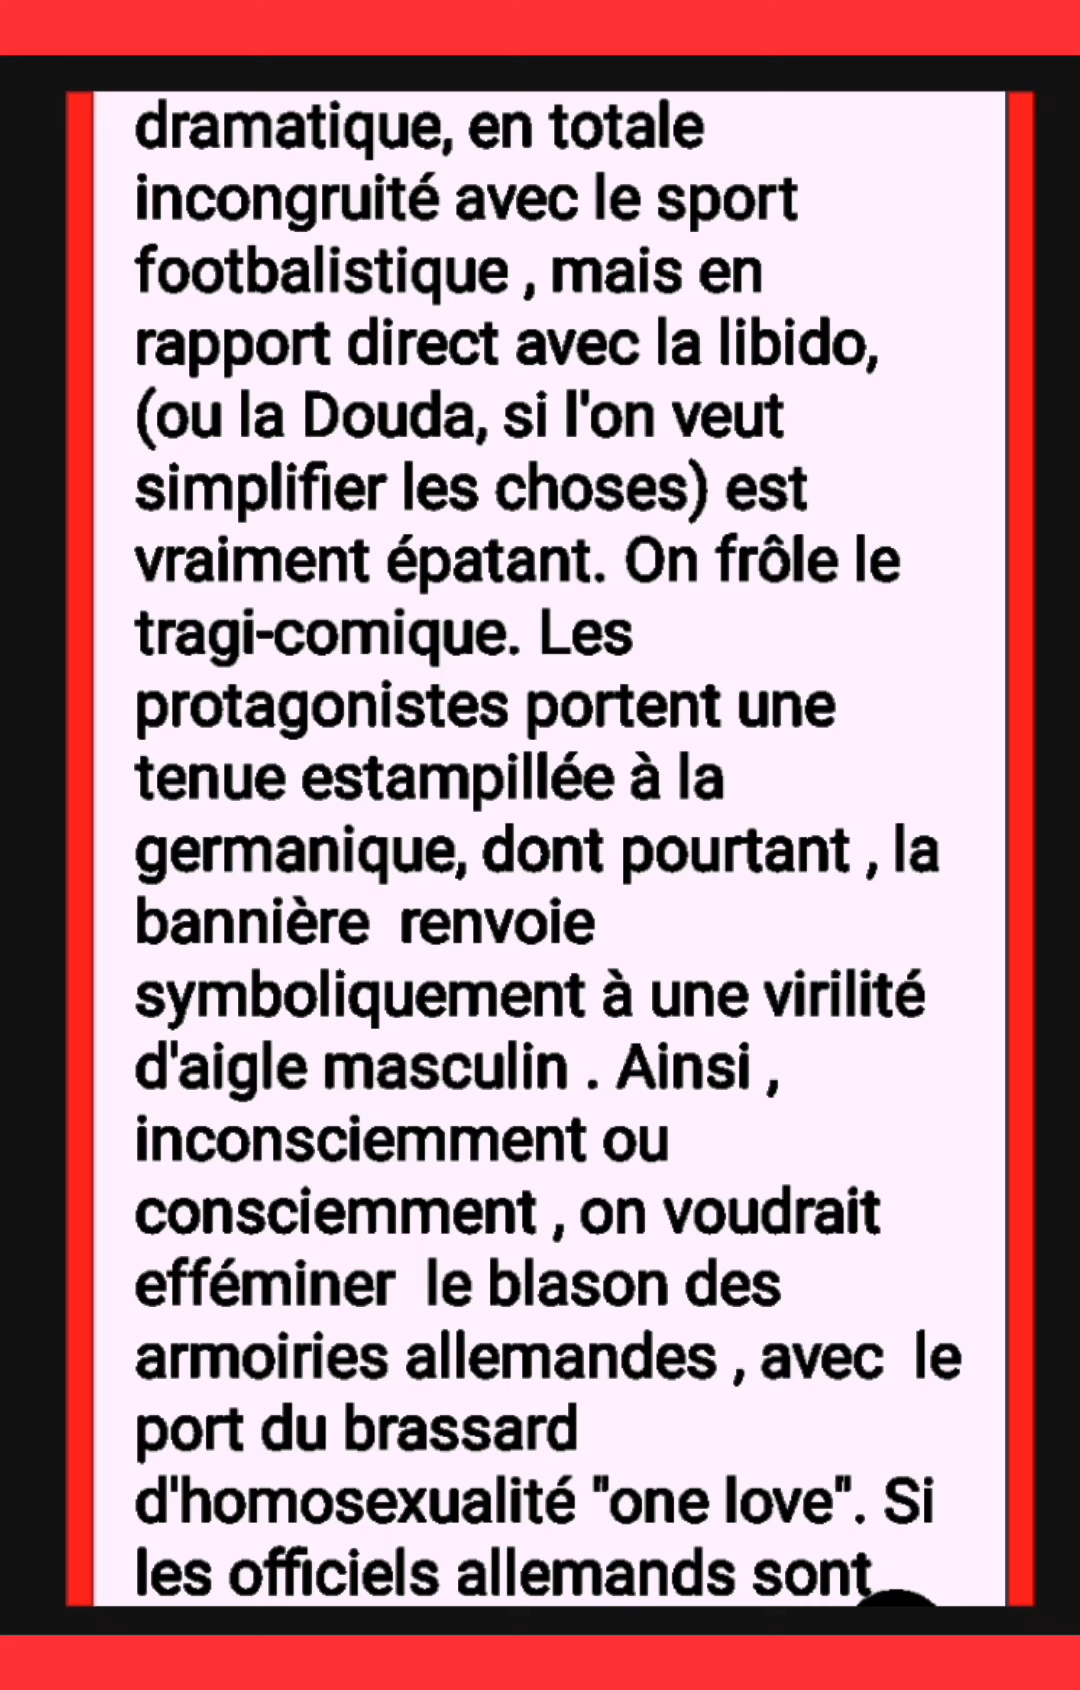 dramatique, en totale
incongruité avec le sport
footbalistique , mais en
rapport direct avec la libido,
(ou la Douda, si l'on veut
simplifier les choses) est
vraiment épatant. On frôle le
tragi-comique. Les
protagonistes portent une
tenue estampillée à la
germanique, dont pourtant , la
bannière  renvoie
symboliquement à une virilité
d'aigle masculin . Ainsi ,
inconsciemment ou
consciemment , on voudrait
efféminer  le blason des
armoiries allemandes , avec  le
port du brassard
d'homosexualité "one love". Si
les officiels allemands sont